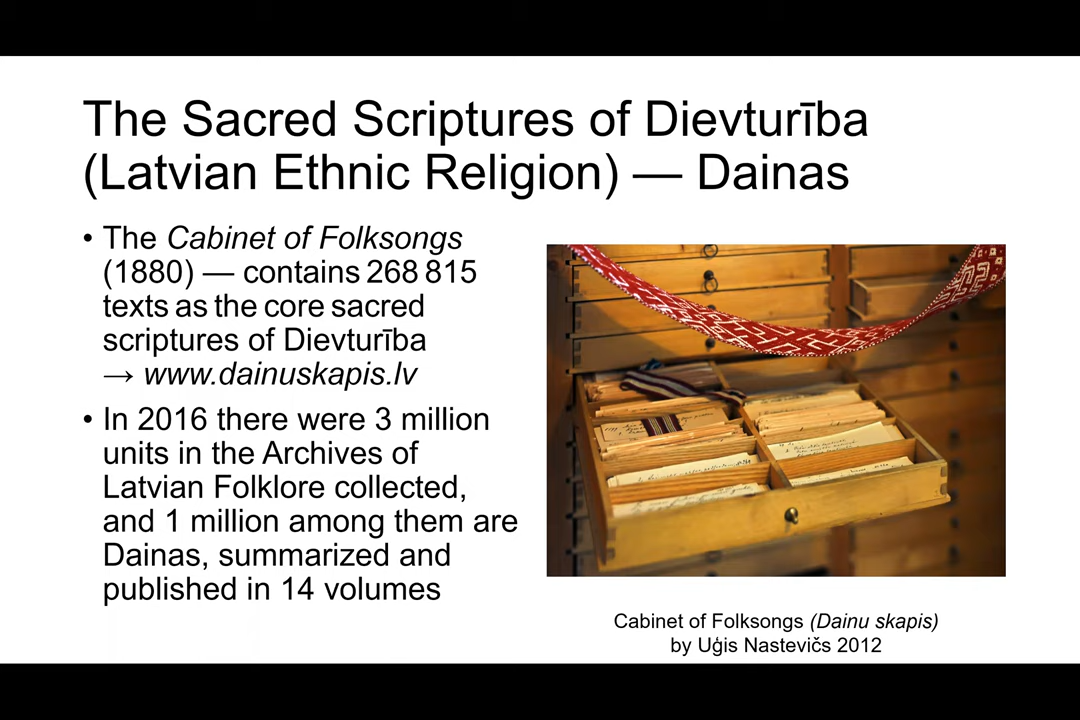 The Sacred Scriptures of Dievturība
(Latvian Ethnic Religion) — Dainas
• The Cabinet of Folksongs
(1880) — contains 268 815
texts as the core sacred
scriptures of Dievturība
→ www.dainuskapis.lv
• In 2016 there were 3 million
units in the Archives of
Latvian Folklore collected,
and 1 million among them are
Dainas, summarized and
published in 14 volumes
Cabinet of Folksongs (Dainu skapis)
by Uģis Nastevičs 2012